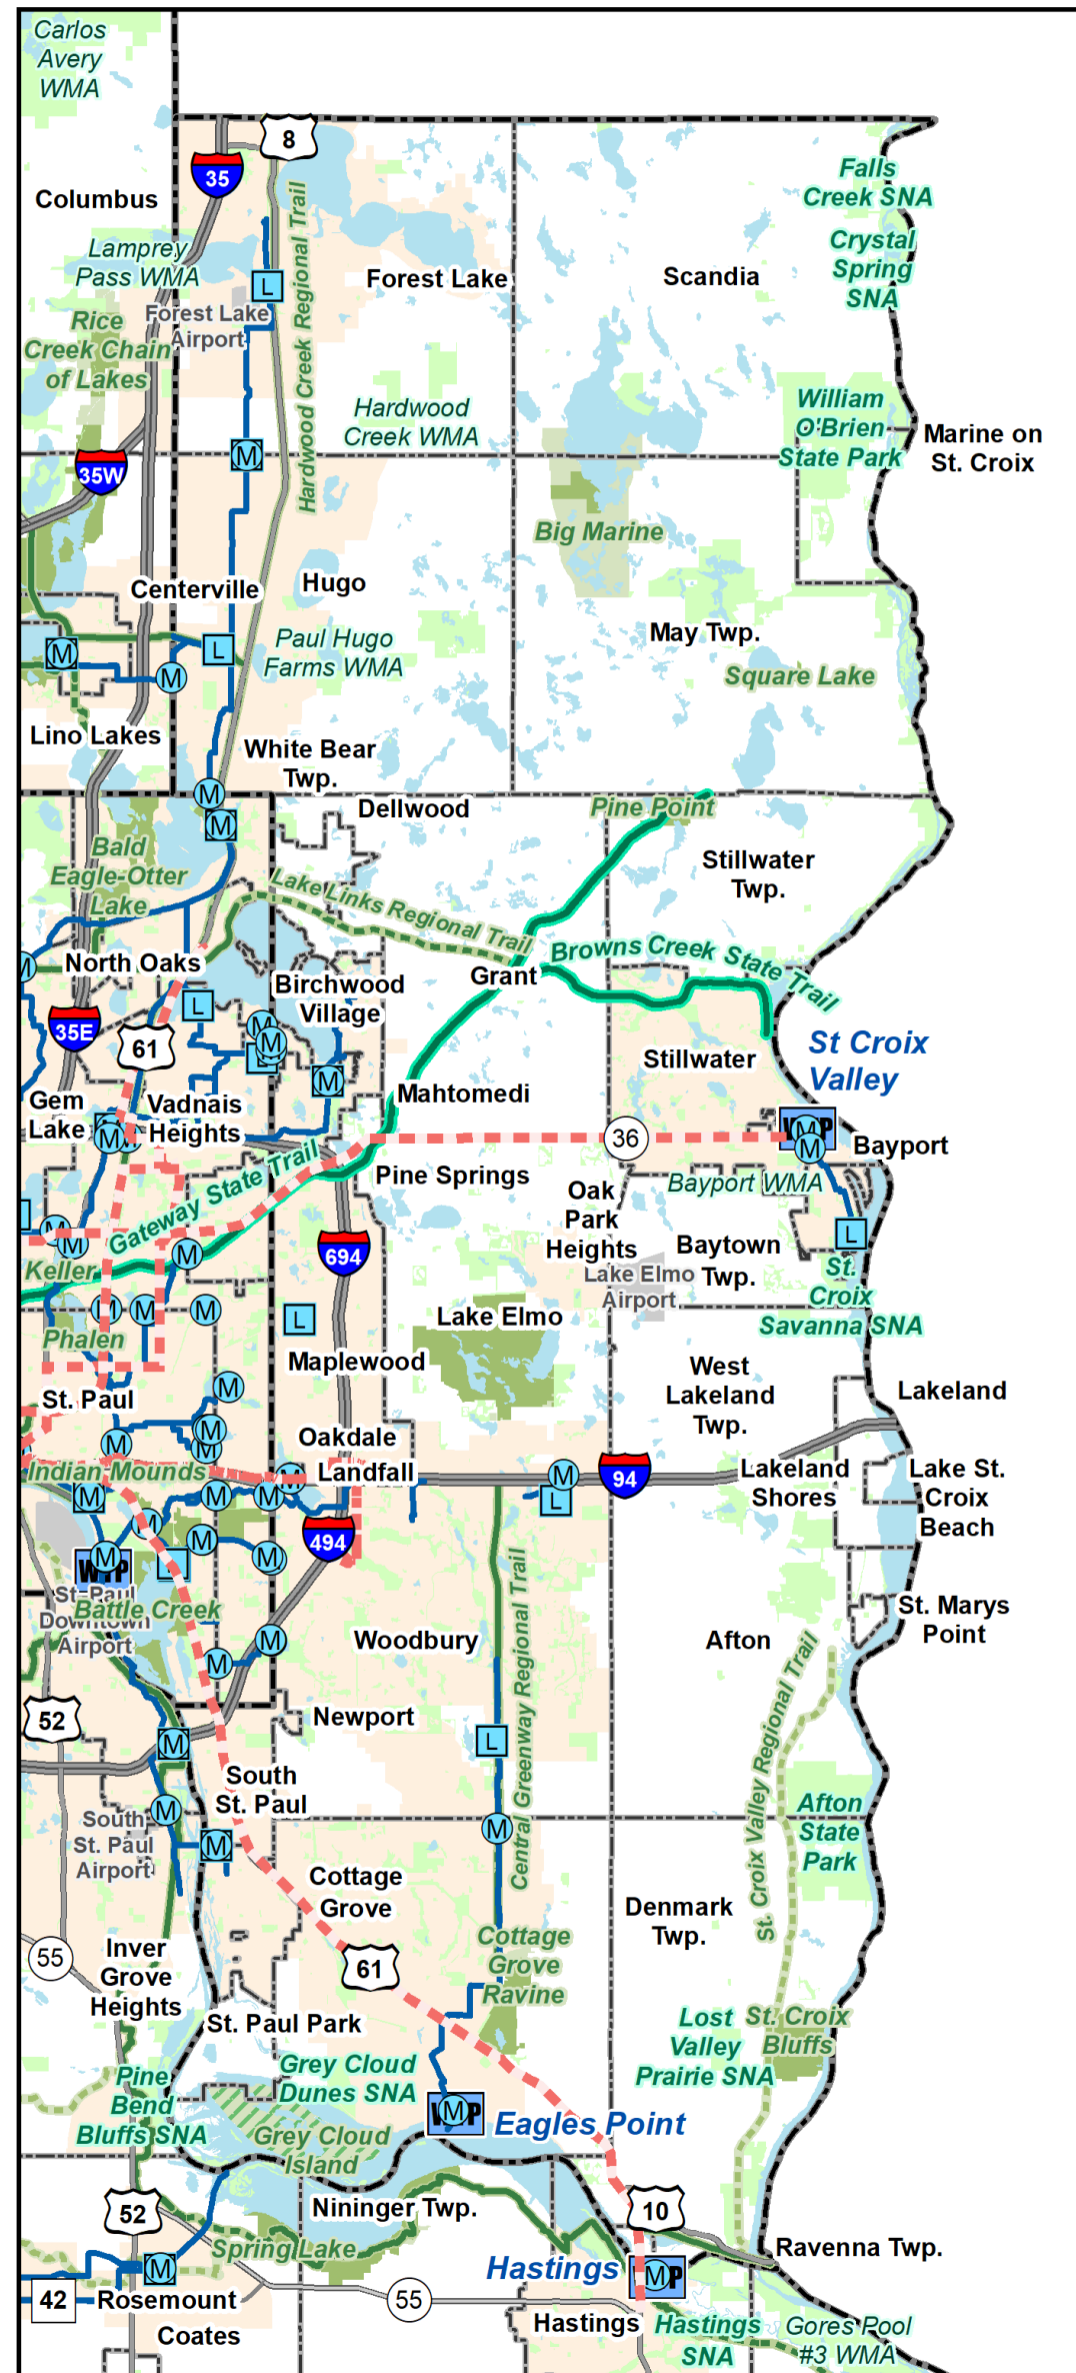 Carlos
Avery
WMA
8
35
Columbus
Falls
Creek SNA
Crystal
Spring
SNA
Lamprey
Pass WMA
Hardwood Creek Regional Trail
Forest Lake
Scandia
L
Forest Lake
Airport
Rice
Creek Chain
of Lakes
Hardwood
Creek WMA
William
O'Brien
State Park
Marine on
St. Croix
M
35W
Big Marine
Centerville
Hugo
Paul Hugo
Farms WMA
May Twp.
Square Lake
M
L
M
Lino Lakes
White Bear
Twp.
M
Dellwood
Pine Point
M
Bald
Eagle-Otter
Lake
Stillwater
Twp.
Lake Links Regional Trail
Browns Creek State Trail
M
North Oaks
Grant
Birchwood
Village
L
35E
61
M
M
L
St Croix
Valley
Stillwater
M
Mahtomedi
Gem
Lake
Vadnais
Heights
M
36
M
M
Bayport
Gateway State Trail
Pine Springs
Bayport WMA
Oak
Park
Heights
M
M
M
L
694
Baytown
Twp.
Keller
Lake Elmo
Airport
St.
Croix
Savanna SNA
M
M
M
L
Lake Elmo
Phalen
Maplewood
West
Lakeland
Twp.
St. Paul
M
Lakeland
M
M
M
Oakdale
Landfall
Indian Mounds
M
M
94
L
Lakeland
Shores
Lake St.
Croix
Beach
M
M
M
M
M
494
M
M
WTP
L
St. Paul
Downtown
Airport
Battle Creek
Central Greenway Regional Trail
St. Marys
Point
M
M
Woodbury
Afton
52
Newport
M
L
South
St. Paul
St. Croix Valley Regional Trail
Afton
State
Park
M
M
M
South
St. Paul
Airport
Cottage
Grove
Denmark
Twp.
Cottage
Grove
Ravine
55
Inver
Grove
Heights
61
St. Paul Park
Lost
Valley
Prairie SNA
St. Croix
Bluffs
Grey Cloud
Dunes SNA
Pine
Bend
Bluffs SNA
M
Eagles Point
Grey Cloud
Island
52
Nininger Twp.
10
Spring Lake
Ravenna Twp.
M
Hastings
M
42
Rosemount
55
Coates
Hastings
Hastings
SNA
Gores Pool
#3 WMA